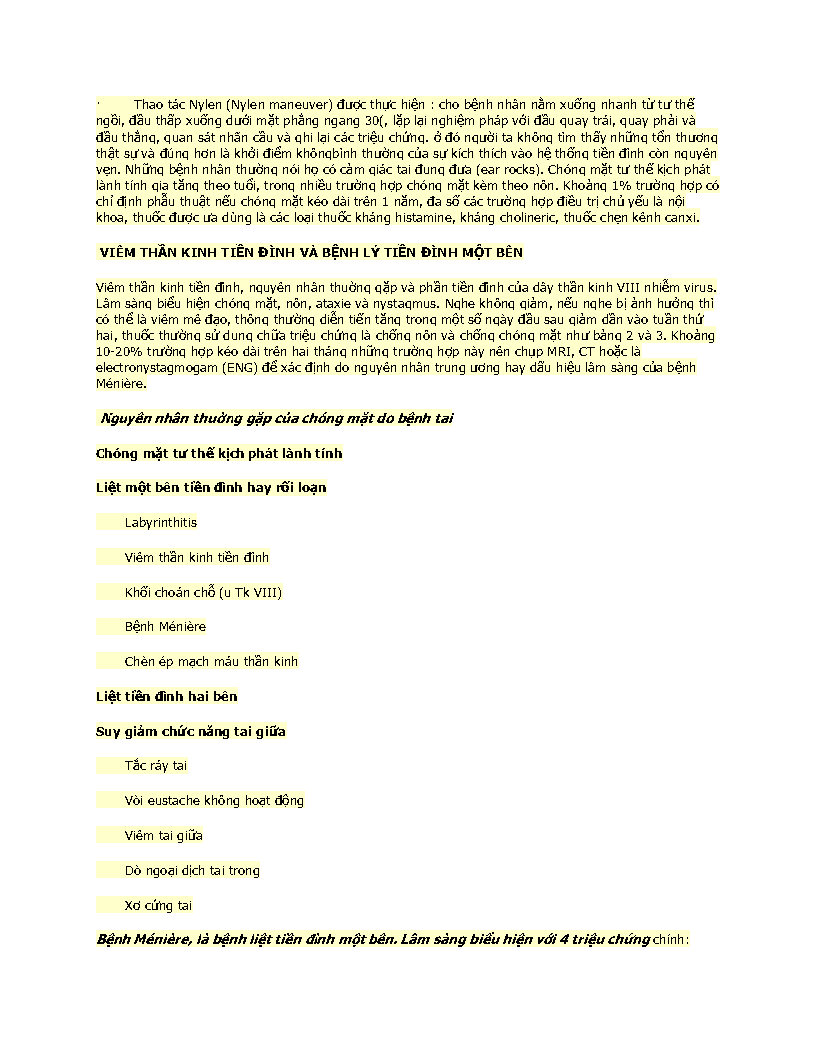 · Thao tác Nylen (Nylen maneuver) được thực hiện : cho bệnh nhân nằm xuống nhanh từ tư thế
ngồi, đầu thấp xuống dưới mặt phẳng ngang 30(, lặp lại nghiệm pháp với đầu quay trái, quay phải và
đầu thẳng, quan sát nhãn cầu và ghi lại các triệu chứng. ở đó người ta không tìm thấy những tổn thương
thật sự và đúng hơn là khởi điểm khôngbình thường của sự kích thích vào hệ thống tiền đình còn nguyên
vẹn. Những bệnh nhân thường nói họ có cảm giác tai đung đưa (ear rocks). Chóng mặt tư thế kịch phát
lành tính gia tăng theo tuổi, trong nhiều trường hợp chóng mặt kèm theo nôn. Khoảng 1% trường hợp có
chỉ định phẫu thuật nếu chóng mặt kéo dài trên 1 năm, đa số các trường hợp điều trị chủ yếu là nội
khoa, thuốc được ưa dùng là các loại thuốc kháng histamine, kháng cholineric, thuốc chẹn kênh canxi.
VIÊM THẦN KINH TIỀN ĐÌNH VÀ BỆNH LÝ TIỀN ĐÌNH MỘT BÊN
Viêm thần kinh tiền đình, nguyên nhân thuờng gặp và phần tiền đình của dây thần kinh VIII nhiễm virus.
Lâm sàng biểu hiện chóng mặt, nôn, ataxie và nystagmus. Nghe không giảm, nếu nghe bị ảnh hưởng thì
có thể là viêm mê đạo, thông thường diễn tiến tăng trong một số ngày đầu sau giảm dần vào tuần thứ
hai, thuốc thường sử dung chữa triệu chứng là chống nôn và chống chóng mặt như bảng 2 và 3. Khoảng
10-20% trường hợp kéo dài trên hai tháng những trường hợp này nên chụp MRI, CT hoặc là
electronystagmogam (ENG) để xác định do nguyên nhân trung ương hay dấu hiệu lâm sàng của bệnh
Ménière.
Nguyên nhân thuờng gặp của chóng mặt do bệnh tai
Chóng mặt tư thế kịch phát lành tính
Liệt một bên tiền đình hay rối loạn
Labyrinthitis
Viêm thần kinh tiền đình
Khối choán chỗ (u Tk VIII)
Bệnh Ménière
Chèn ép mạch máu thần kinh
Liệt tiền đình hai bên
Suy giảm chức năng tai giữa
Tắc ráy tai
Vòi eustache không hoạt động
Viêm tai giữa
Dò ngoại dịch tai trong
Xơ cứng tai
Bệnh Ménière, là bệnh liệt tiền đình một bên. Lâm sàng biểu hiện với 4 triệu chứng chính: